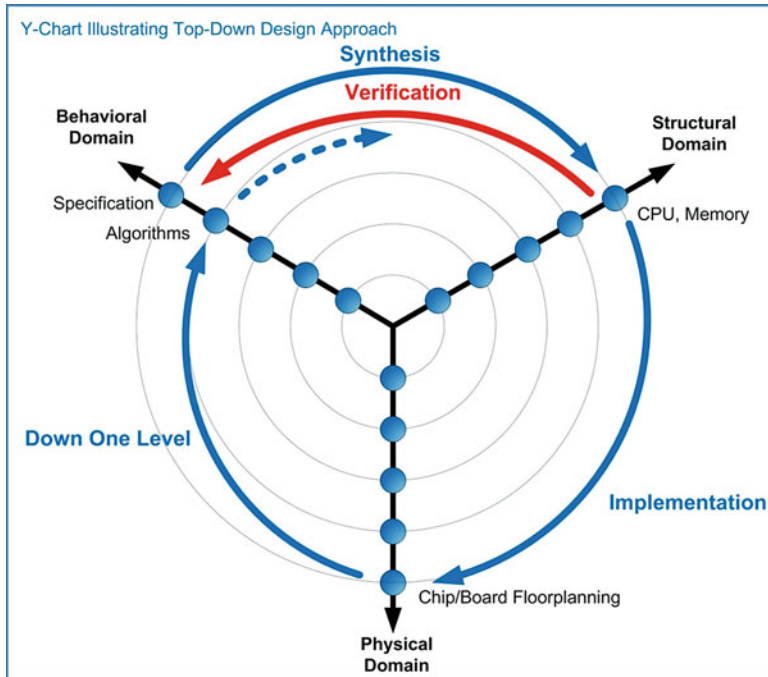 Y-Chart Illustrating Top-Down Design Approach
Synthesis
Verification
Behavioral
Domain
Structural
Domain
Specification
Algorithms
CPU, Memory
Down One Level
Implementation
Chip/Board Floorplanning
Physical
Domain